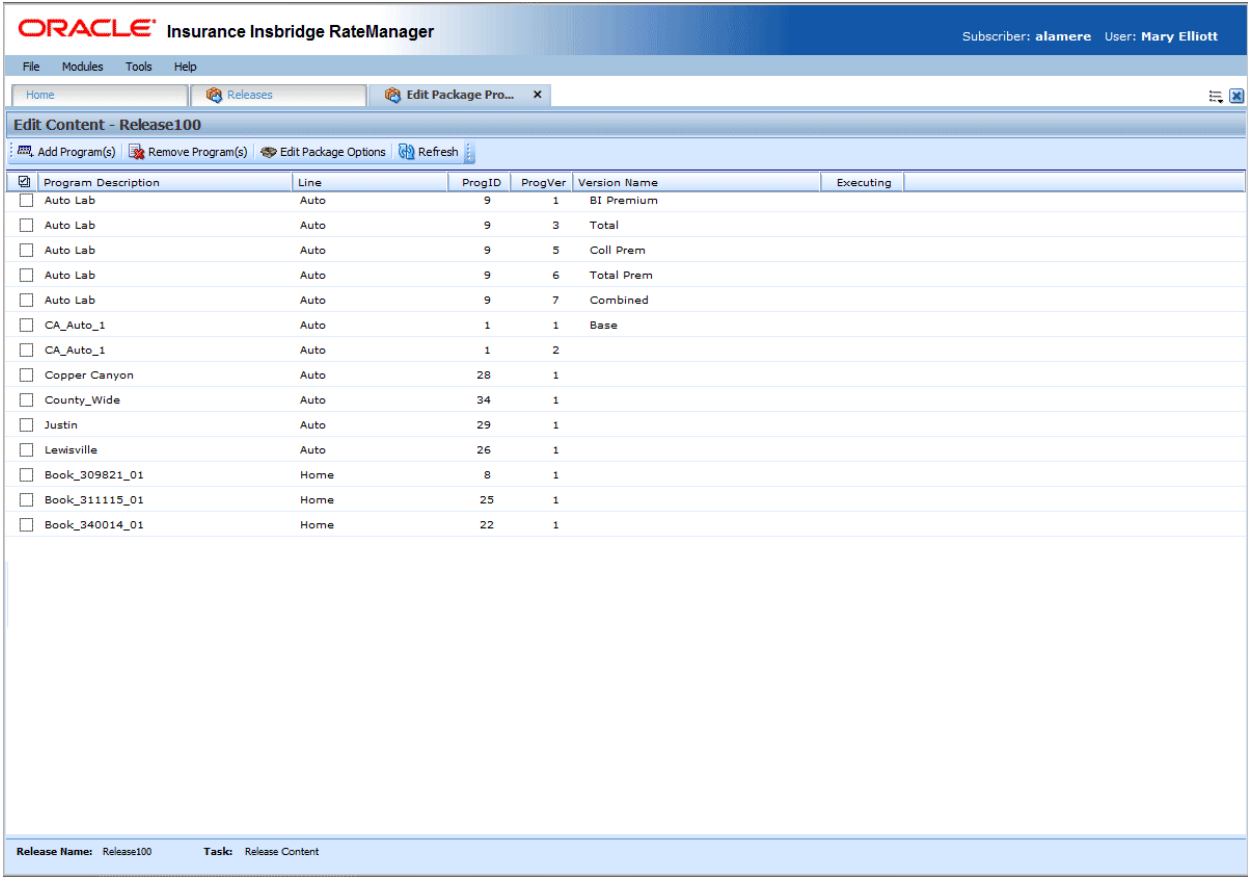 ORACLE Insurance Insbridge RateManager
Subscriber: alamere User: Mary Elliott
File Modules Tools Help
Home Releases Edit Package Pro... x
Edit Content - Release100
Add Program(s) Remove Program(s) Edit Package Options Refresh
Program Description Line ProgID ProgVer Version Name Executing
Auto Lab Auto 9 1 BI Premium
Auto Lab Auto 9 3 Total
Auto Lab Auto 9 5 Coll Prem
Auto Lab Auto 9 6 Total Prem
Auto Lab Auto 9 7 Combined
CA_Auto_1 Auto 1 1 Base
CA_Auto_1 Auto 1 2
Copper Canyon Auto 28 1
County_Wide Auto 34 1
Justin Auto 29 1
Lewisville Auto 26 1
Book_309821_01 Home 8 1
Book_311115_01 Home 25 1
Book_340014_01 Home 22 1
Release Name: Release100 Task: Release Content